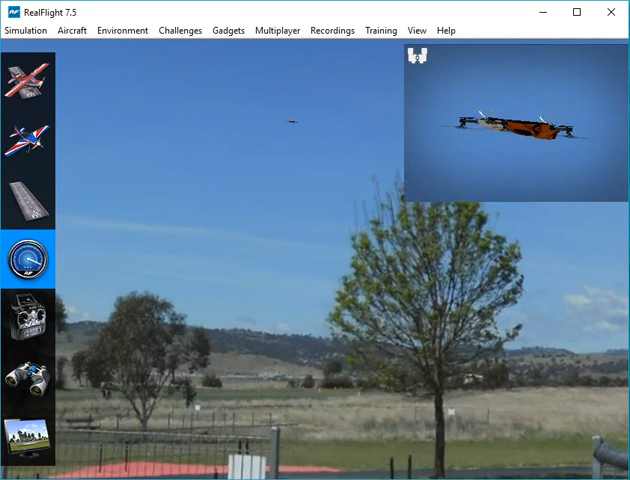 RealFlight 7.5
Simulation Aircraft Environment Challenges Gadgets Multiplayer Recordings Training View Help